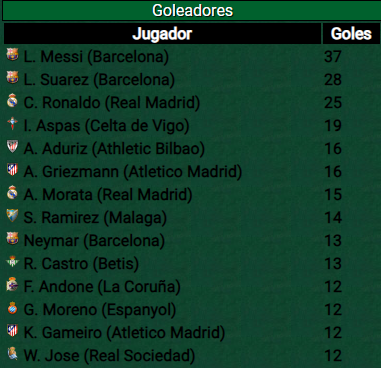 Goleadores
Jugador Goles
L. Messi (Barcelona) 37
L. Suarez (Barcelona) 28
C. Ronaldo (Real Madrid) 25
I. Aspas (Celta de Vigo) 19
A. Aduriz (Athletic Bilbao) 16
A. Griezmann (Atletico Madrid) 16
A. Morata (Real Madrid) 15
S. Ramirez (Malaga) 14
Neymar (Barcelona) 13
R. Castro (Betis) 13
F. Andone (La Coruña) 12
G. Moreno (Espanyol) 12
K. Gameiro (Atletico Madrid) 12
W. Jose (Real Sociedad) 12